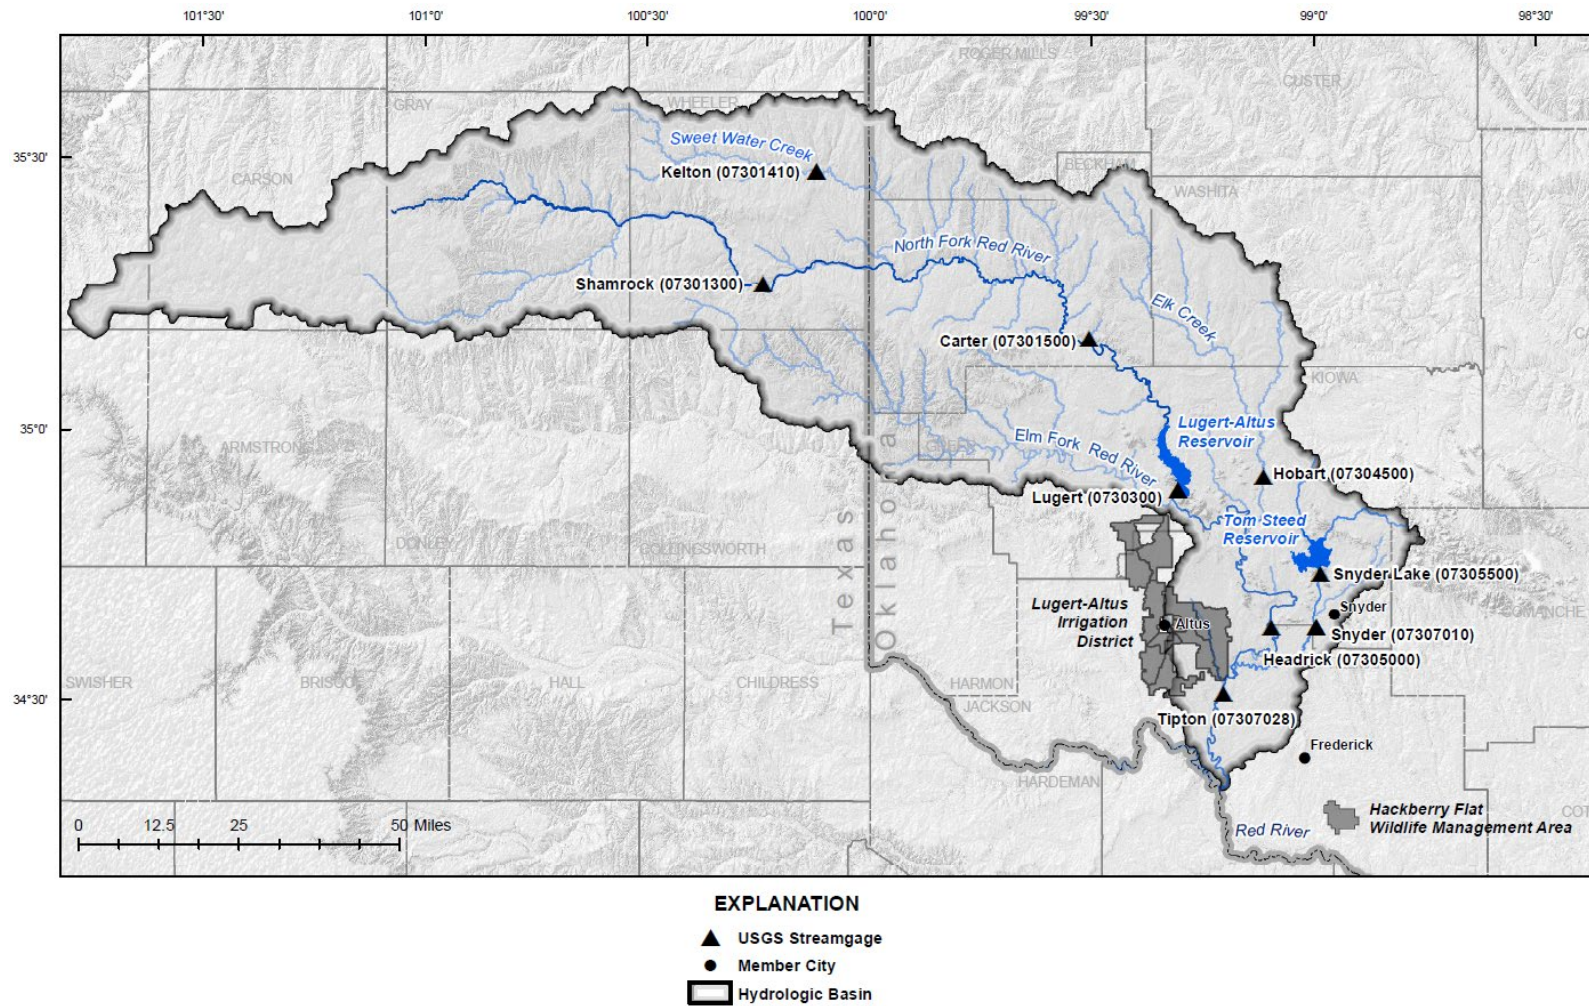 101°30'
101°0'
100°30'
100°0'
99°30'
99°0'
98°30'
ROGER MILLS
CUSTER
GRAY
WHEELER
Sweet Water Creek
35°30'
Kelton (07301410)
BECKHAM
CARSON
WASHITA
North Fork Red River
Shamrock (07301300)
Elk Creek
Carter (07301500)
KIOWA
Lugert-Altus
Reservoir
35°0'
ARMSTRONG
Elm Fork Red River
Hobart (07304500)
Lugert (0730300)
Texas
Oklahoma
Tom Steed
Reservoir
COLLINGSWORTH
Snyder Lake (07305500)
Lugert-Altus
Irrigation
District
Snyder
COMANCHE
Altus
Snyder (07307010)
Headrick (07305000)
SWISHER
BRISCOE
HALL
CHILDRESS
HARMON
34°30'
JACKSON
Tipton (07307028)
Frederick
HARDEMAN
Hackberry Flat
Wildlife Management Area
COT
Red River
0 12.5 25 50 Miles
EXPLANATION
USGS Streamgage
Member City
Hydrologic Basin